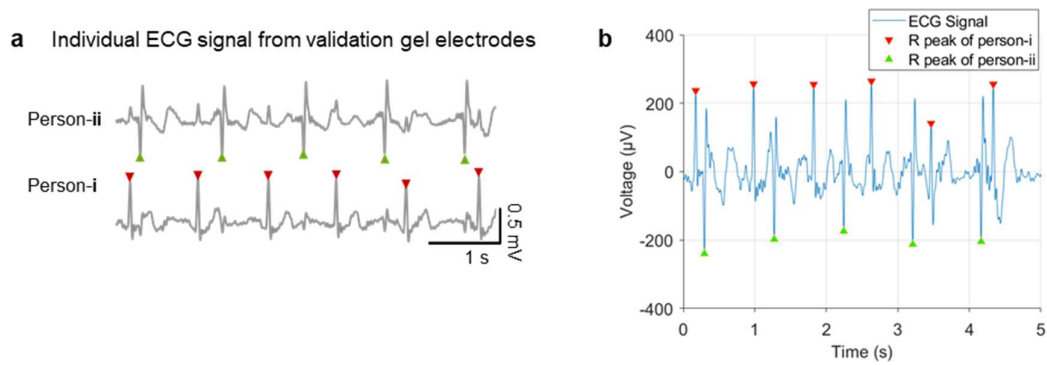 a Individual ECG signal from validation gel electrodes
Person-ii
Person-i
0.5 mV
1 s
b
ECG Signal
R peak of person-i
R peak of person-ii
400
200
0
-200
-400
Voltage (µV)
0 1 2 3 4 5
Time (s)